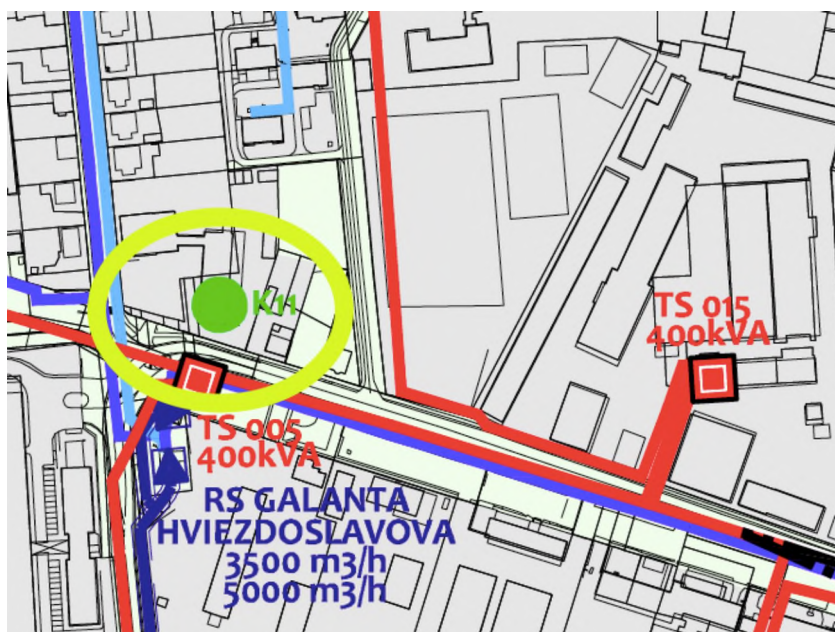 K11
TS 015
400kVA
TS 005
400kVA
RS GALANTA
HVIEZDOSLAVOVA
3500 m3/h
5000 m3/h